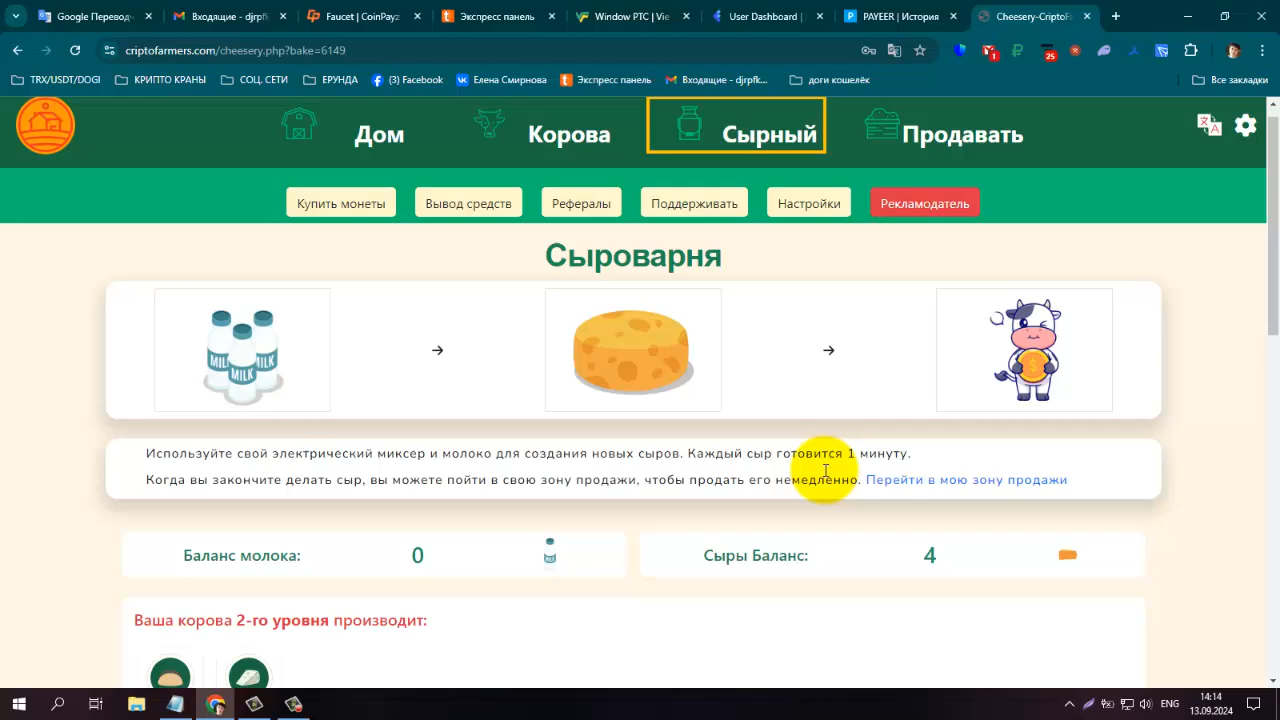 Google Перевод
Входящие - djrpfk
Faucet | CoinPayz
Экспресс панель
Window PTC | Vie
User Dashboard |
PAYEER | История
Cheesery-CriptoFa
criptofarmers.com/cheesery.php?bake=6149
1
25
TRX/USDT/DOGI
КРИПТО КРАНЫ
СОЦ. СЕТИ
ЕРУНДА
(3) Facebook
Елена Смирнова
Экспресс панель
Входящие - djrpfk...
доги кошелёк
Все закладки
Дом
Корова
Сырный
Продавать
Купить монеты
Вывод средств
Рефералы
Поддерживать
Настройки
Рекламодатель
Сыроварня
MILK
MILK
MILK
Используйте свой электрический миксер и молоко для создания новых сыров. Каждый сыр готовится 1 минуту.
Когда вы закончите делать сыр, вы можете пойти в свою зону продажи, чтобы продать его немедленно. Перейти в мою зону продажи
Баланс молока:
0
Сыры Баланс:
4
Ваша корова 2-го уровня производит:
ENG
14:14
13.09.2024